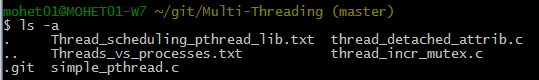 mohet01@MOHET01-W7 ~/git/Multi-Threading (master)
$ ls -a
.     Thread_scheduling_pthread_lib.txt  thread_detached_attrib.c
..    Threads_vs_processes.txt           thread_incr_mutex.c
.git  simple_pthread.c